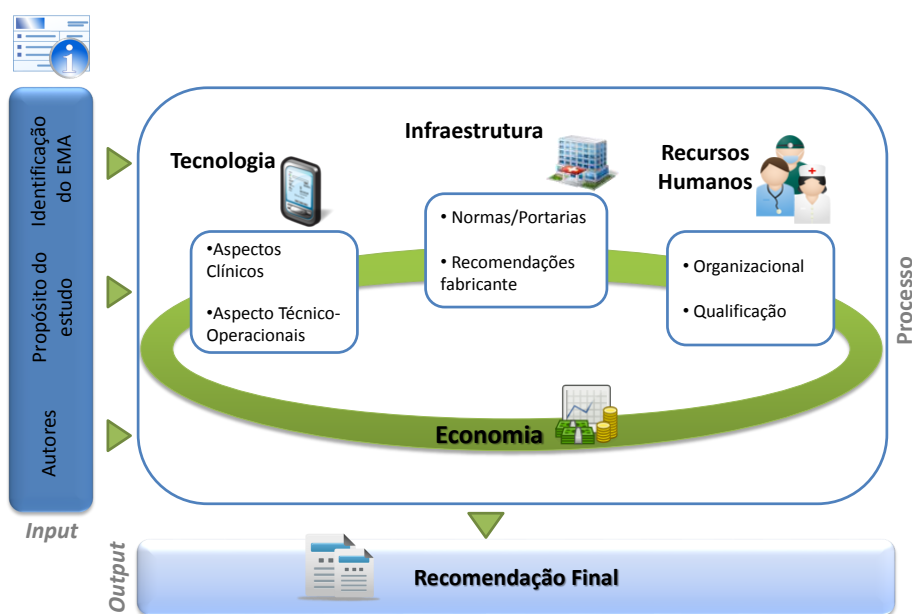 Identificação
do EMA
Propósito do
estudo
Autores
Input
Tecnologia
•Aspectos
Clínicos
•Aspecto Técnico-
Operacionais
Infraestrutura
• Normas/Portarias
• Recomendações
fabricante
Recursos
Humanos
• Organizacional
• Qualificação
Economia
Processo
Output
Recomendação Final